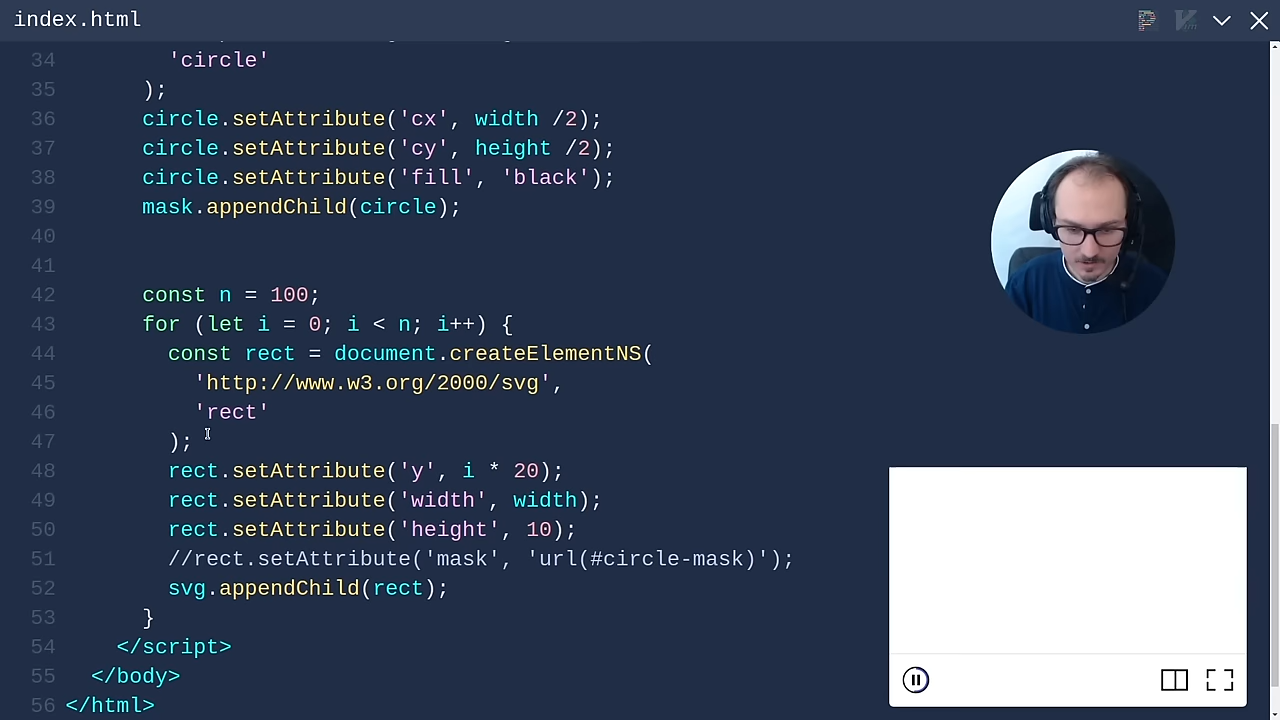 index.html
34 'circle'
35 );
36 circle.setAttribute('cx', width /2);
37 circle.setAttribute('cy', height /2);
38 circle.setAttribute('fill', 'black');
39 mask.appendChild(circle);
40
41
42 const n = 100;
43 for (let i = 0; i < n; i++) {
44 const rect = document.createElementNS(
45 'http://www.w3.org/2000/svg',
46 'rect'
47 );
48 rect.setAttribute('y', i * 20);
49 rect.setAttribute('width', width);
50 rect.setAttribute('height', 10);
51 //rect.setAttribute('mask', 'url(#circle-mask)');
52 svg.appendChild(rect);
53 }
54 </script>
55 </body>
56 </html>